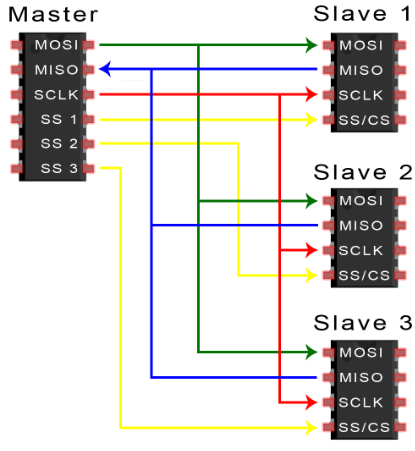 Master
MOSI
MISO
SCLK
SS 1
SS 2
SS 3
Slave 1
MOSI
MISO
SCLK
SS/CS
Slave 2
MOSI
MISO
SCLK
SS/CS
Slave 3
MOSI
MISO
SCLK
SS/CS